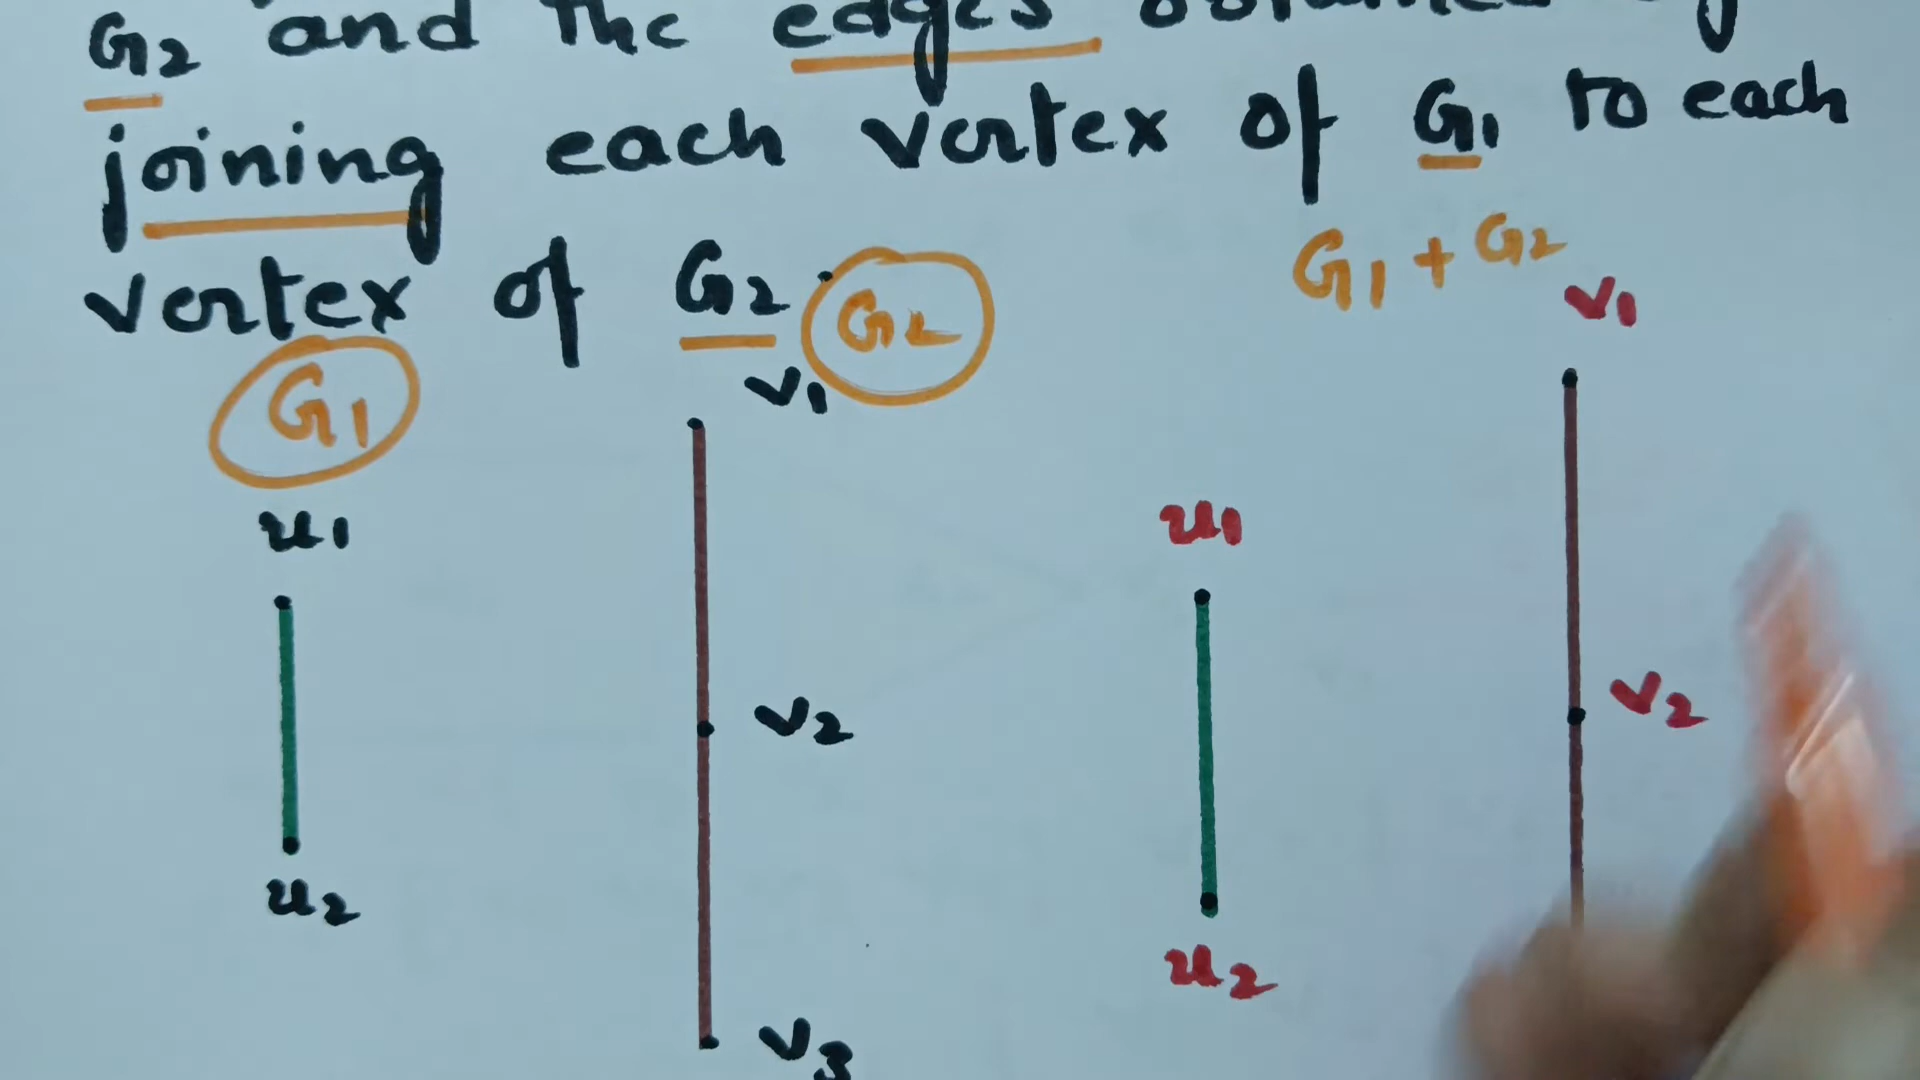 G2 and the edges
joining each vertex of G1 to each
vertex of G2.
G1 G2 G1 + G2
v1 v1
u1 u1
v2 v2
u2 u2
v3